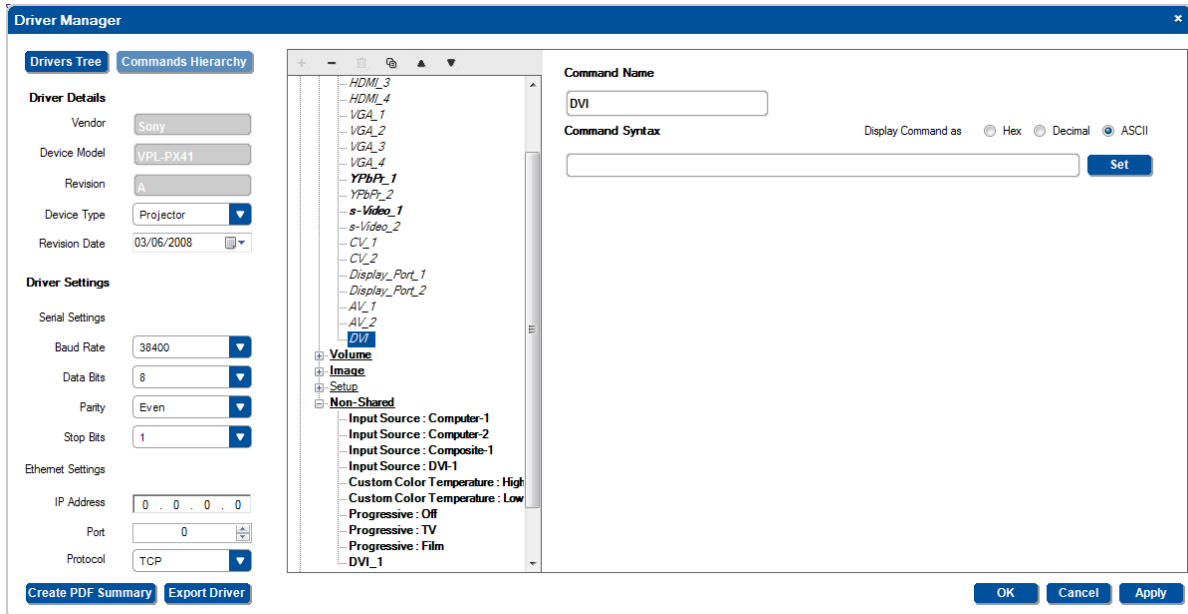 Driver Manager
Drivers Tree
Commands Hierarchy
Driver Details
Vendor
Sony
Device Model
VPL-PX41
Revision
A
Device Type
Projector
Revision Date
03/06/2008
Driver Settings
Serial Settings
Baud Rate
38400
Data Bits
8
Parity
Even
Stop Bits
1
Ethernet Settings
IP Address
0 . 0 . 0 . 0
Port
0
Protocol
TCP
Create PDF Summary
Export Driver
HDMI_3
HDMI_4
VGA_1
VGA_2
VGA_3
VGA_4
YPbPr_1
YPbPr_2
s-Video_1
s-Video_2
CV_1
CV_2
Display_Port_1
Display_Port_2
AV_1
AV_2
DVI
Volume
Image
Setup
Non-Shared
Input Source : Computer-1
Input Source : Computer-2
Input Source : Composite-1
Input Source : DVI-1
Custom Color Temperature : High
Custom Color Temperature : Low
Progressive : Off
Progressive : TV
Progressive : Film
DVI_1
Command Name
DVI
Command Syntax
Display Command as
Hex
Decimal
ASCII
Set
OK
Cancel
Apply